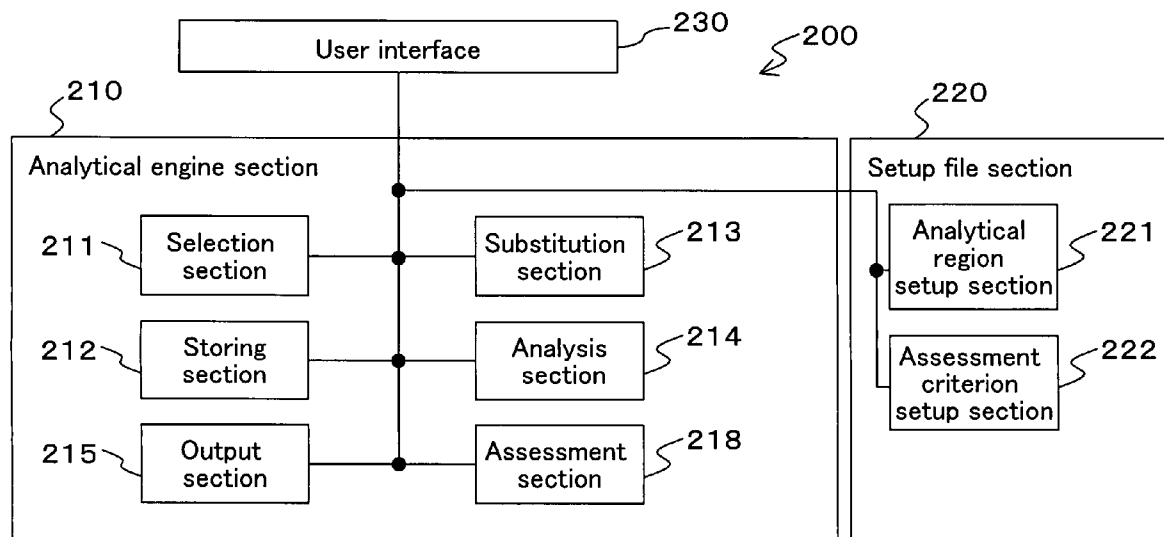 230
User interface
200
210
220
Analytical engine section
Setup file section
211
Selection
section
Substitution
section
213
Analytical
region
setup section
221
212
Storing
section
Analysis
section
214
Assessment
criterion
setup section
222
215
Output
section
Assessment
section
218